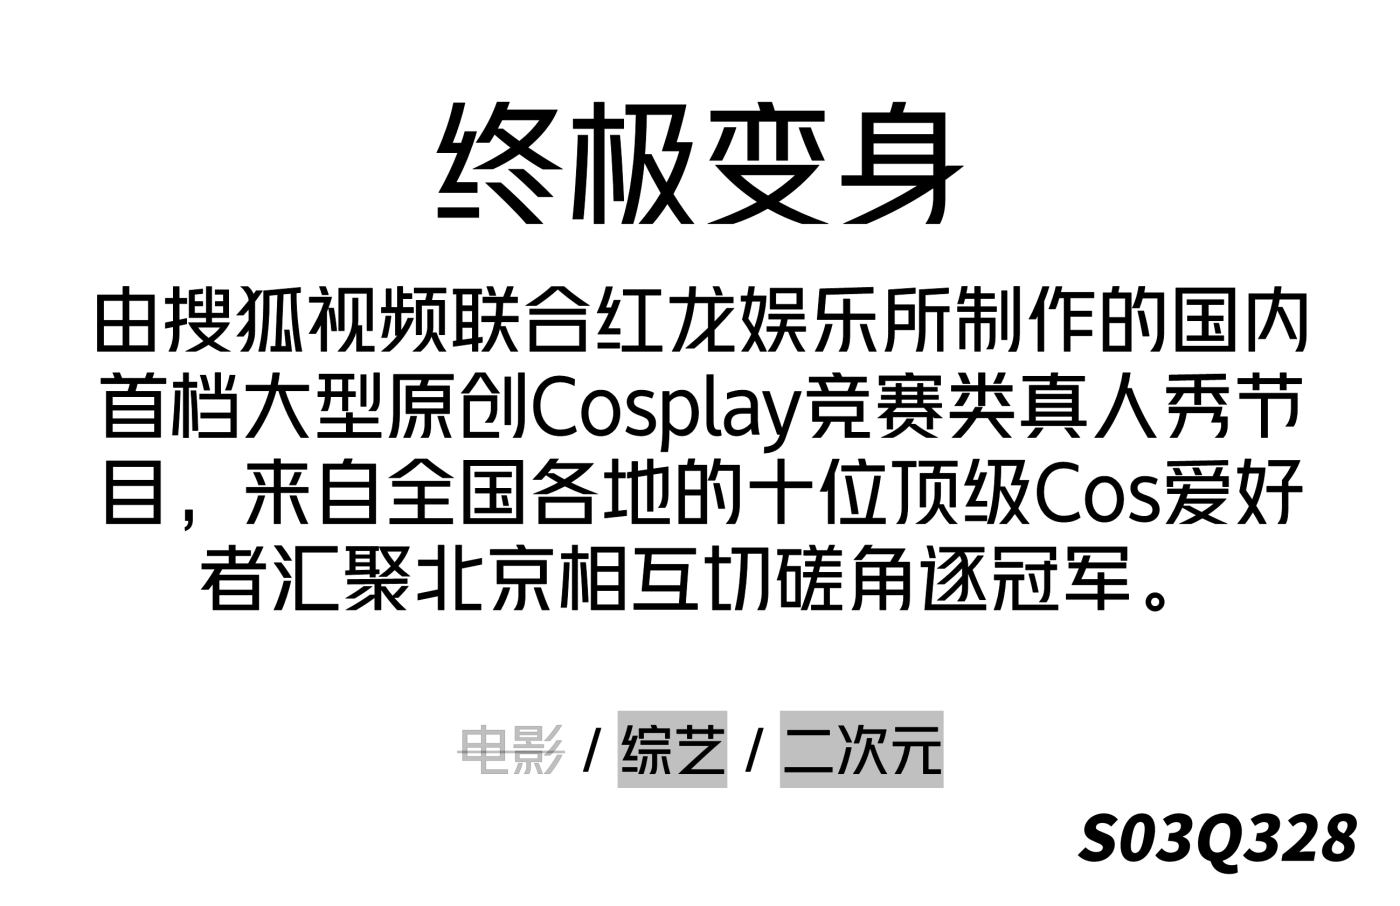 终极变身
由搜狐视频联合红龙娱乐所制作的国内
首档大型原创Cosplay竞赛类真人秀节
目，来自全国各地的十位顶级Cos爱好
者汇聚北京相互切磋角逐冠军。
电影 / 综艺 / 二次元
S03Q328